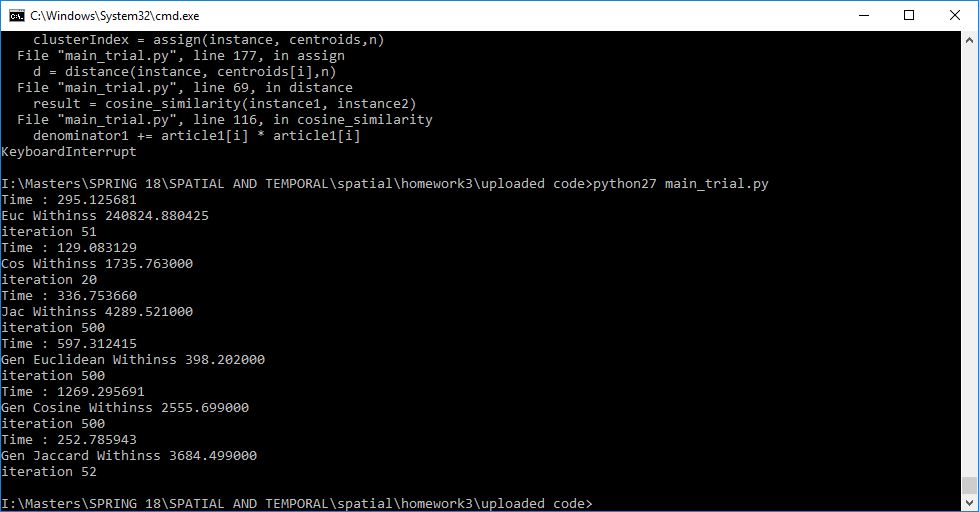 C:\Windows\System32\cmd.exe
clusterIndex = assign(instance, centroids,n)
File "main_trial.py", line 177, in assign
d = distance(instance, centroids[i],n)
File "main_trial.py", line 69, in distance
result = cosine_similarity(instance1, instance2)
File "main_trial.py", line 116, in cosine_similarity
denominator1 += article1[i] * article1[i]
KeyboardInterrupt
I:\Masters\SPRING 18\SPATIAL AND TEMPORAL\spatial\homework3\uploaded code>python27 main_trial.py
Time : 295.125681
Euc Withinss 240824.880425
iteration 51
Time : 129.083129
Cos Withinss 1735.763000
iteration 20
Time : 336.753660
Jac Withinss 4289.521000
iteration 500
Time : 597.312415
Gen Euclidean Withinss 398.202000
iteration 500
Time : 1269.295691
Gen Cosine Withinss 2555.699000
iteration 500
Time : 252.785943
Gen Jaccard Withinss 3684.499000
iteration 52
I:\Masters\SPRING 18\SPATIAL AND TEMPORAL\spatial\homework3\uploaded code>